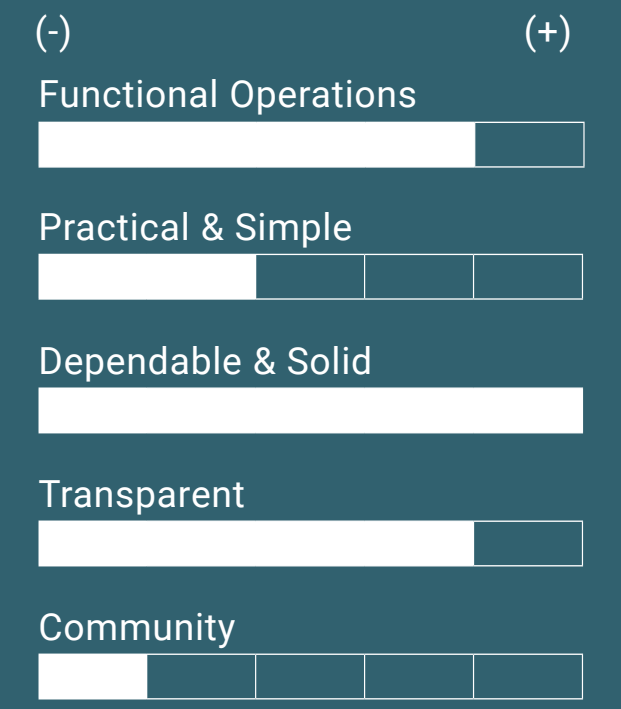 (-) (+)
Functional Operations
Practical & Simple
Dependable & Solid
Transparent
Community